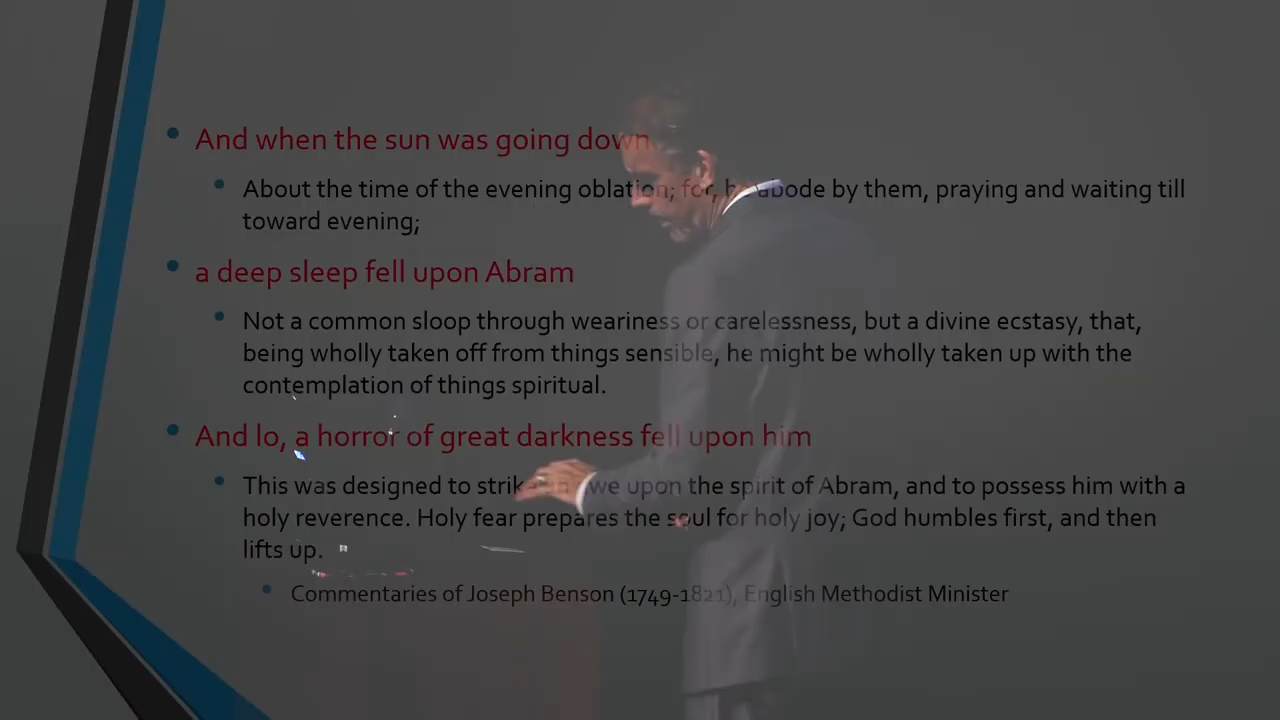 And when the sun was going down
About the time of the evening oblation; for, he abode by them, praying and waiting till
toward evening;
a deep sleep fell upon Abram
Not a common sloop through weariness or carelessness, but a divine ecstasy, that,
being wholly taken off from things sensible, he might be wholly taken up with the
contemplation of things spiritual.
And lo, a horror of great darkness fell upon him
This was designed to strike an awe upon the spirit of Abram, and to possess him with a
holy reverence. Holy fear prepares the soul for holy joy; God humbles first, and then
lifts up.
Commentaries of Joseph Benson (1749-1821), English Methodist Minister